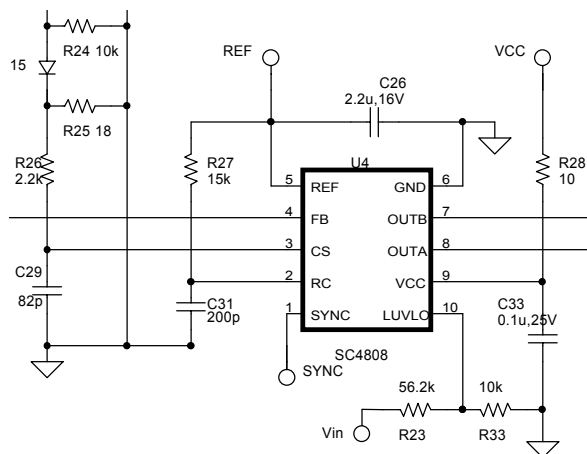 R24 10k
15
R25 18
REF
C26
2.2u,16V
VCC
R26
2.2k
R27
15k
U4
R28
10
5 REF GND 6
4 FB OUTB 7
3 CS OUTA 8
2 RC VCC 9
1 SYNC LUVLO 10
C29
82p
C31
200p
C33
0.1u,25V
SC4808
SYNC
56.2k
10k
Vin
R23
R33